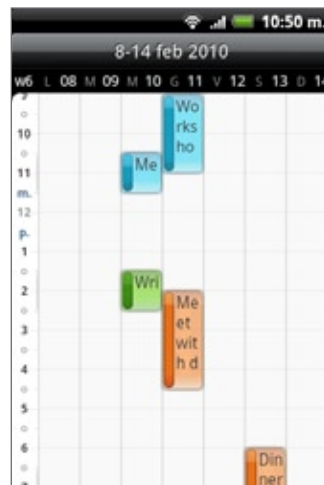 10:50 m.
8-14 feb 2010
w6 L 08 M 09 M 10 G 11 V 12 S 13 D 14
Wo
rks
ho
10
Me
11
m.
12
p.
1
Wri
2
Me
et
wit
h d
3
4
5
6
Din
ner